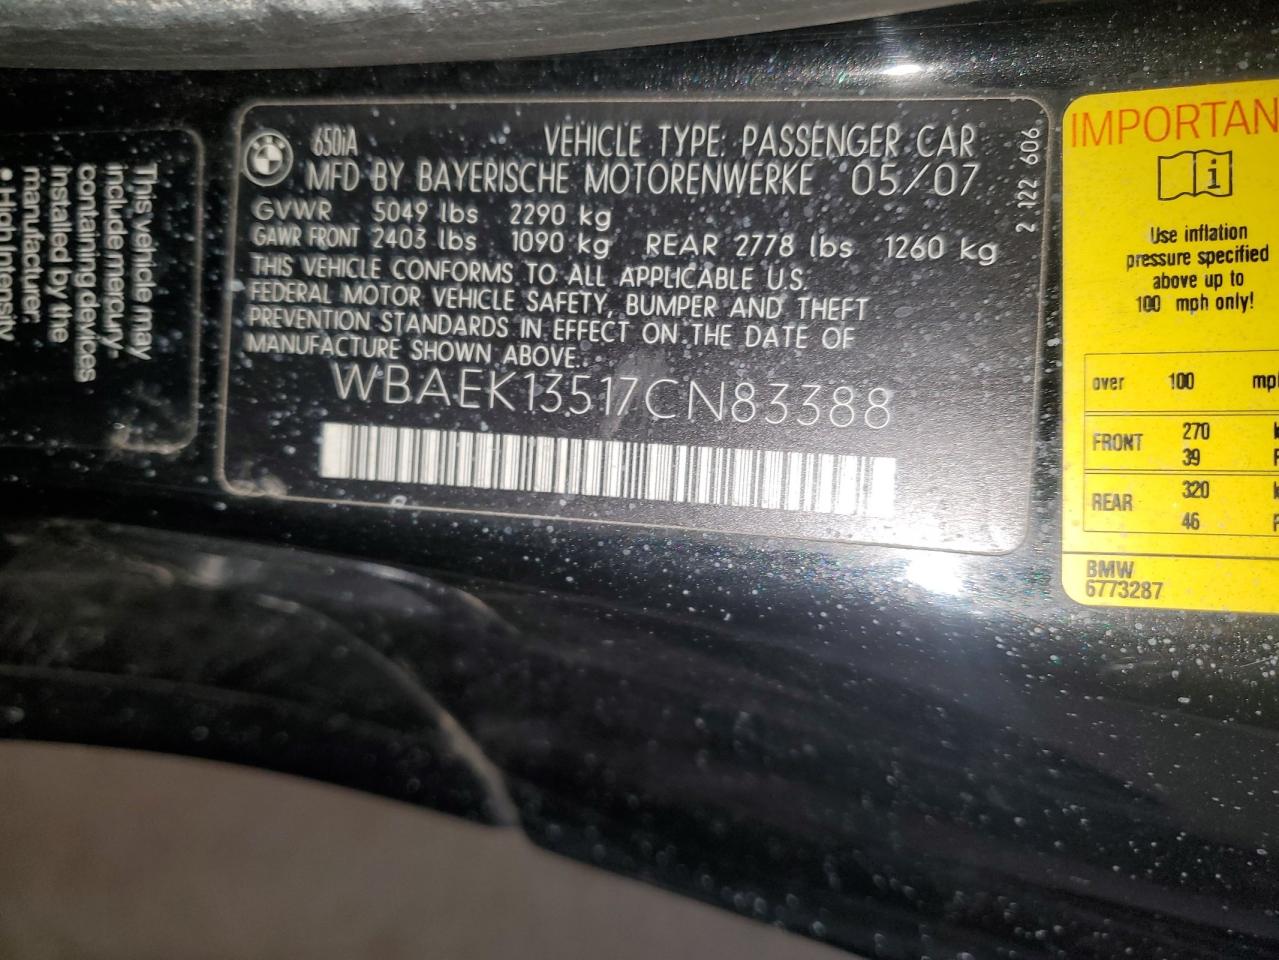 This vehicle may
include mercury-
containing devices
installed by the
manufacturer:
• High Intensity
650iA VEHICLE TYPE: PASSENGER CAR
MFD BY BAYERISCHE MOTORENWERKE 05/07
GVWR 5049 lbs 2290 kg
GAWR FRONT 2403 lbs 1090 kg REAR 2778 lbs 1260 kg
THIS VEHICLE CONFORMS TO ALL APPLICABLE U.S.
FEDERAL MOTOR VEHICLE SAFETY, BUMPER AND THEFT
PREVENTION STANDARDS IN EFFECT ON THE DATE OF
MANUFACTURE SHOWN ABOVE.
WBAEK13517CN83388
2 122 606
IMPORTAN
i
Use inflation
pressure specified
above up to
100 mph only!
over 100 mp
FRONT 270
39
REAR 320
46
BMW
6773287